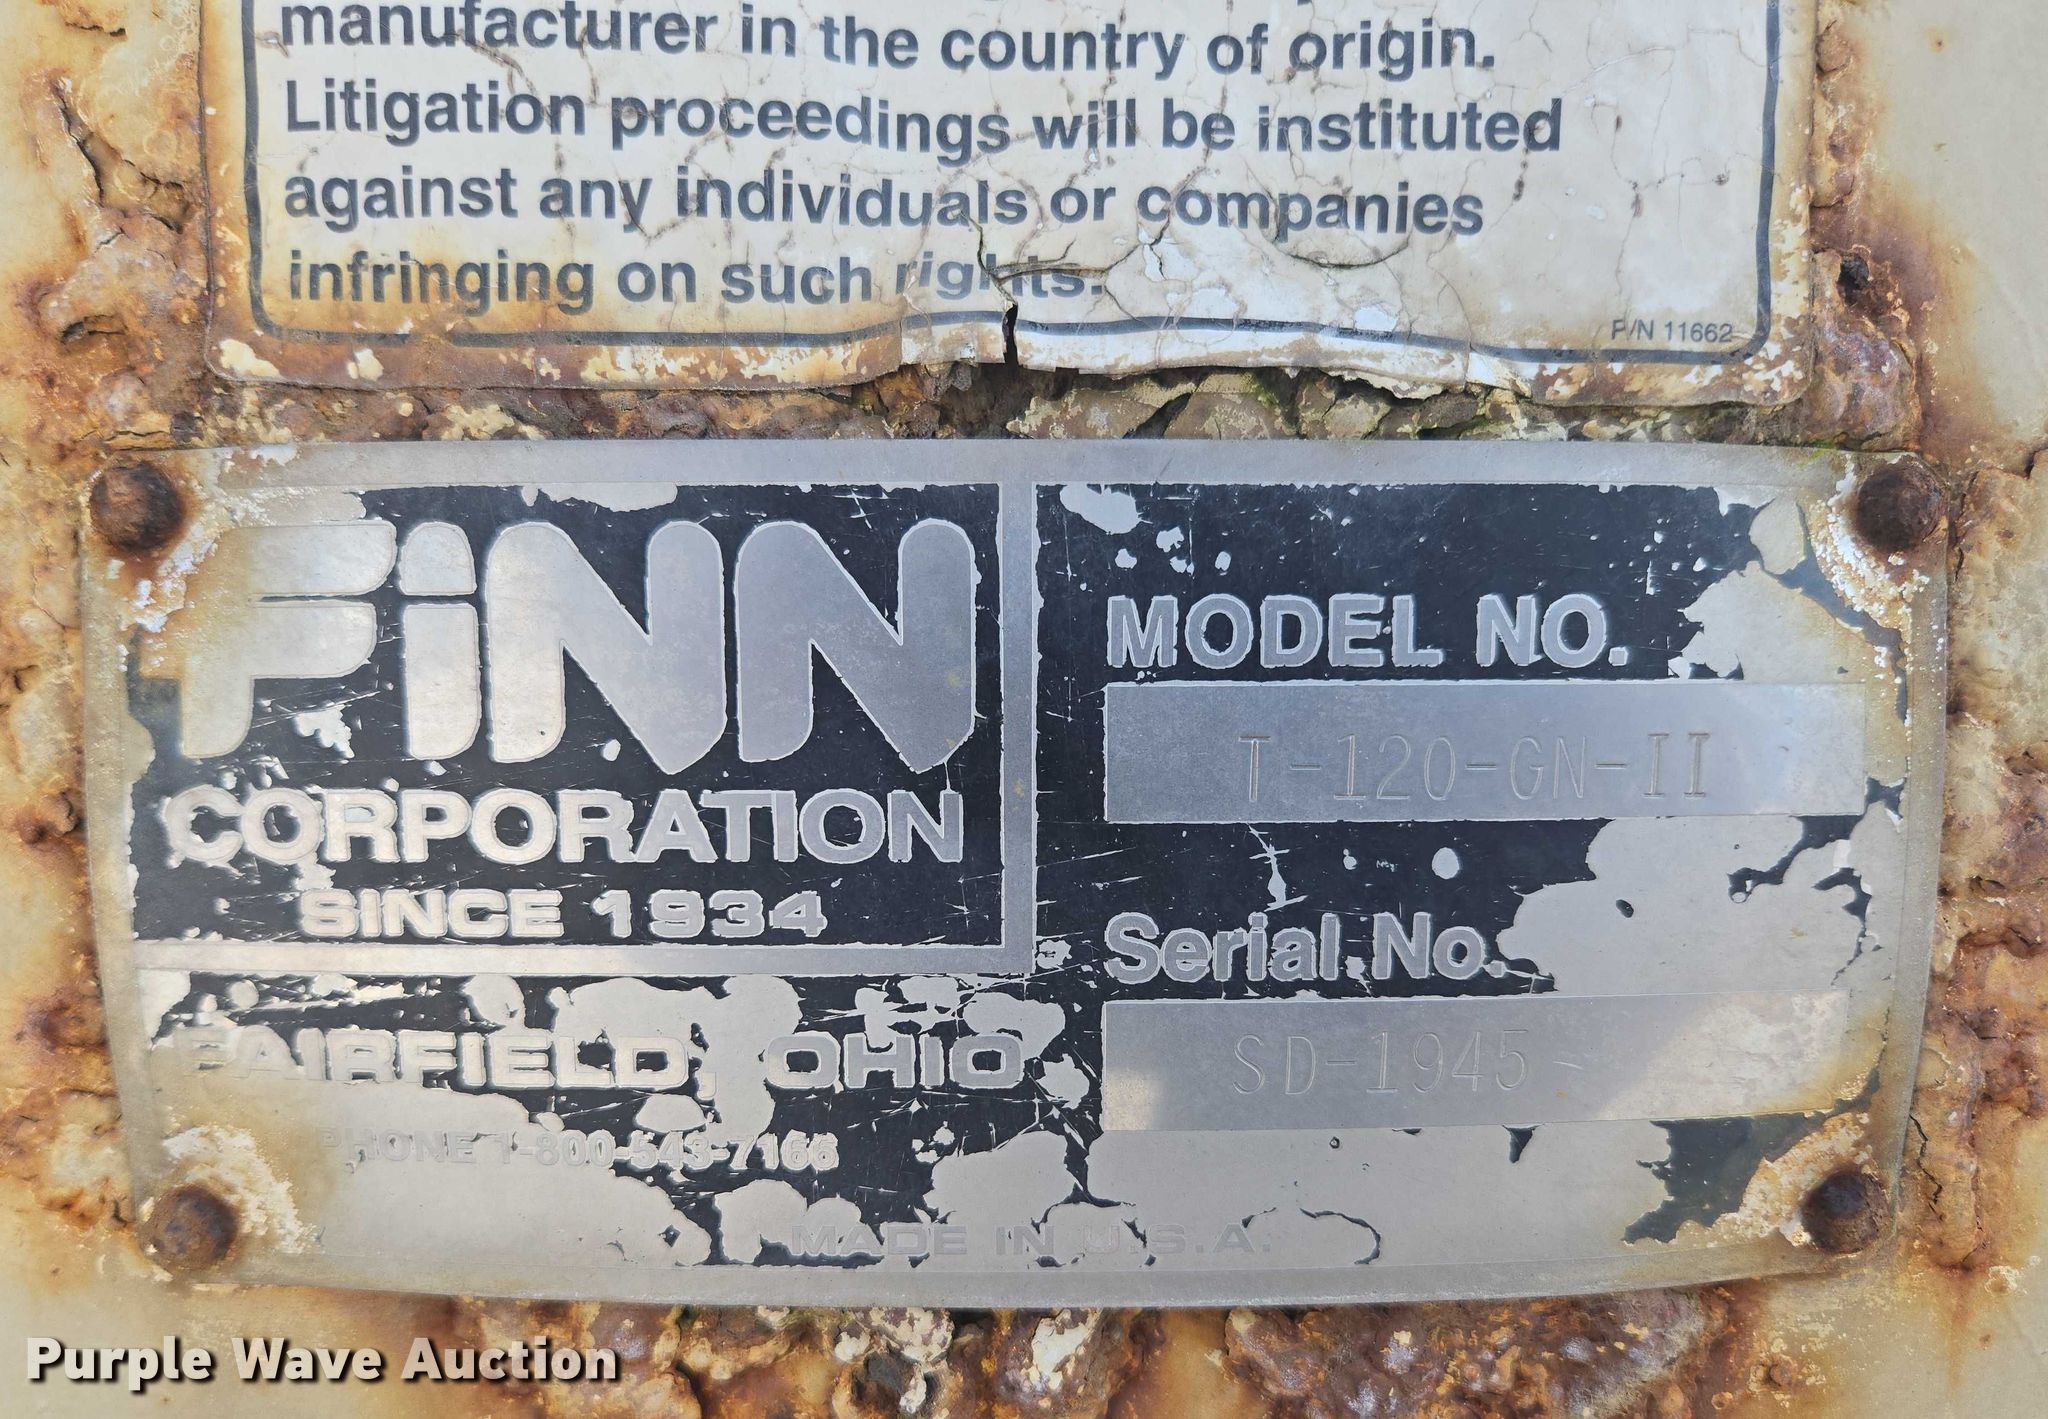 manufacturer in the country of origin.
Litigation proceedings will be instituted
against any individuals or companies
infringing on such rights.
P/N 11662
FiNN
CORPORATION
SINCE 1934
FAIRFIELD, OHIO
PHONE 1-800-543-7166
MODEL NO.
T-120-GN-II
Serial No.
SD-1945
MADE IN U.S.A.
Purple Wave Auction